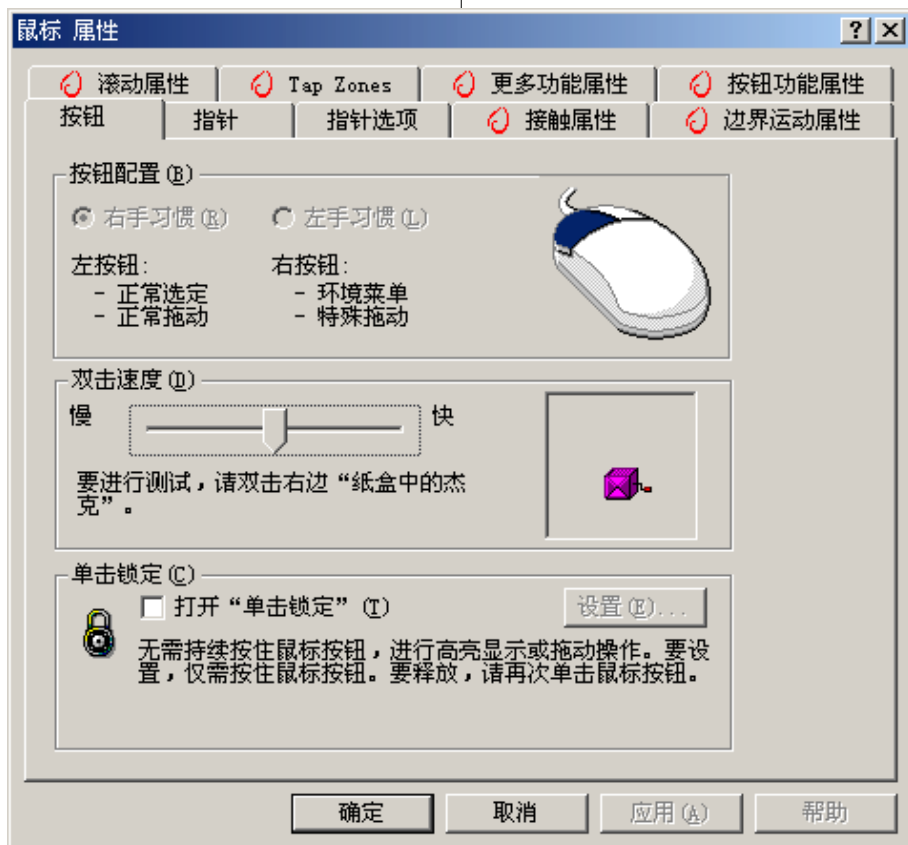 鼠标 属性
滚动属性
Tap Zones
更多功能属性
按钮功能属性
按钮
指针
指针选项
接触属性
边界运动属性
按钮配置(B)
右手习惯(R)
左手习惯(L)
左按钮:
- 正常选定
- 正常拖动
右按钮:
- 环境菜单
- 特殊拖动
双击速度(D)
慢
快
要进行测试，请双击右边“纸盒中的杰
克”。
单击锁定(C)
打开“单击锁定”(T)
设置(E)...
无需持续按住鼠标按钮，进行高亮显示或拖动操作。要设
置，仅需按住鼠标按钮。要释放，请再次单击鼠标按钮。
确定
取消
应用(A)
帮助